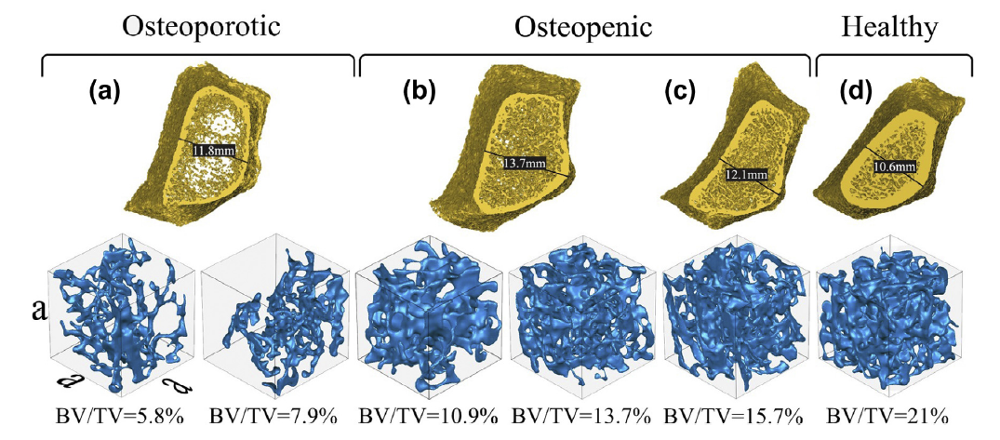 Osteoporotic Osteopenic Healthy
(a) (b) (c) (d)
11.8mm 13.7mm 12.1mm 10.6mm
a
a a
BV/TV=5.8% BV/TV=7.9% BV/TV=10.9% BV/TV=13.7% BV/TV=15.7% BV/TV=21%